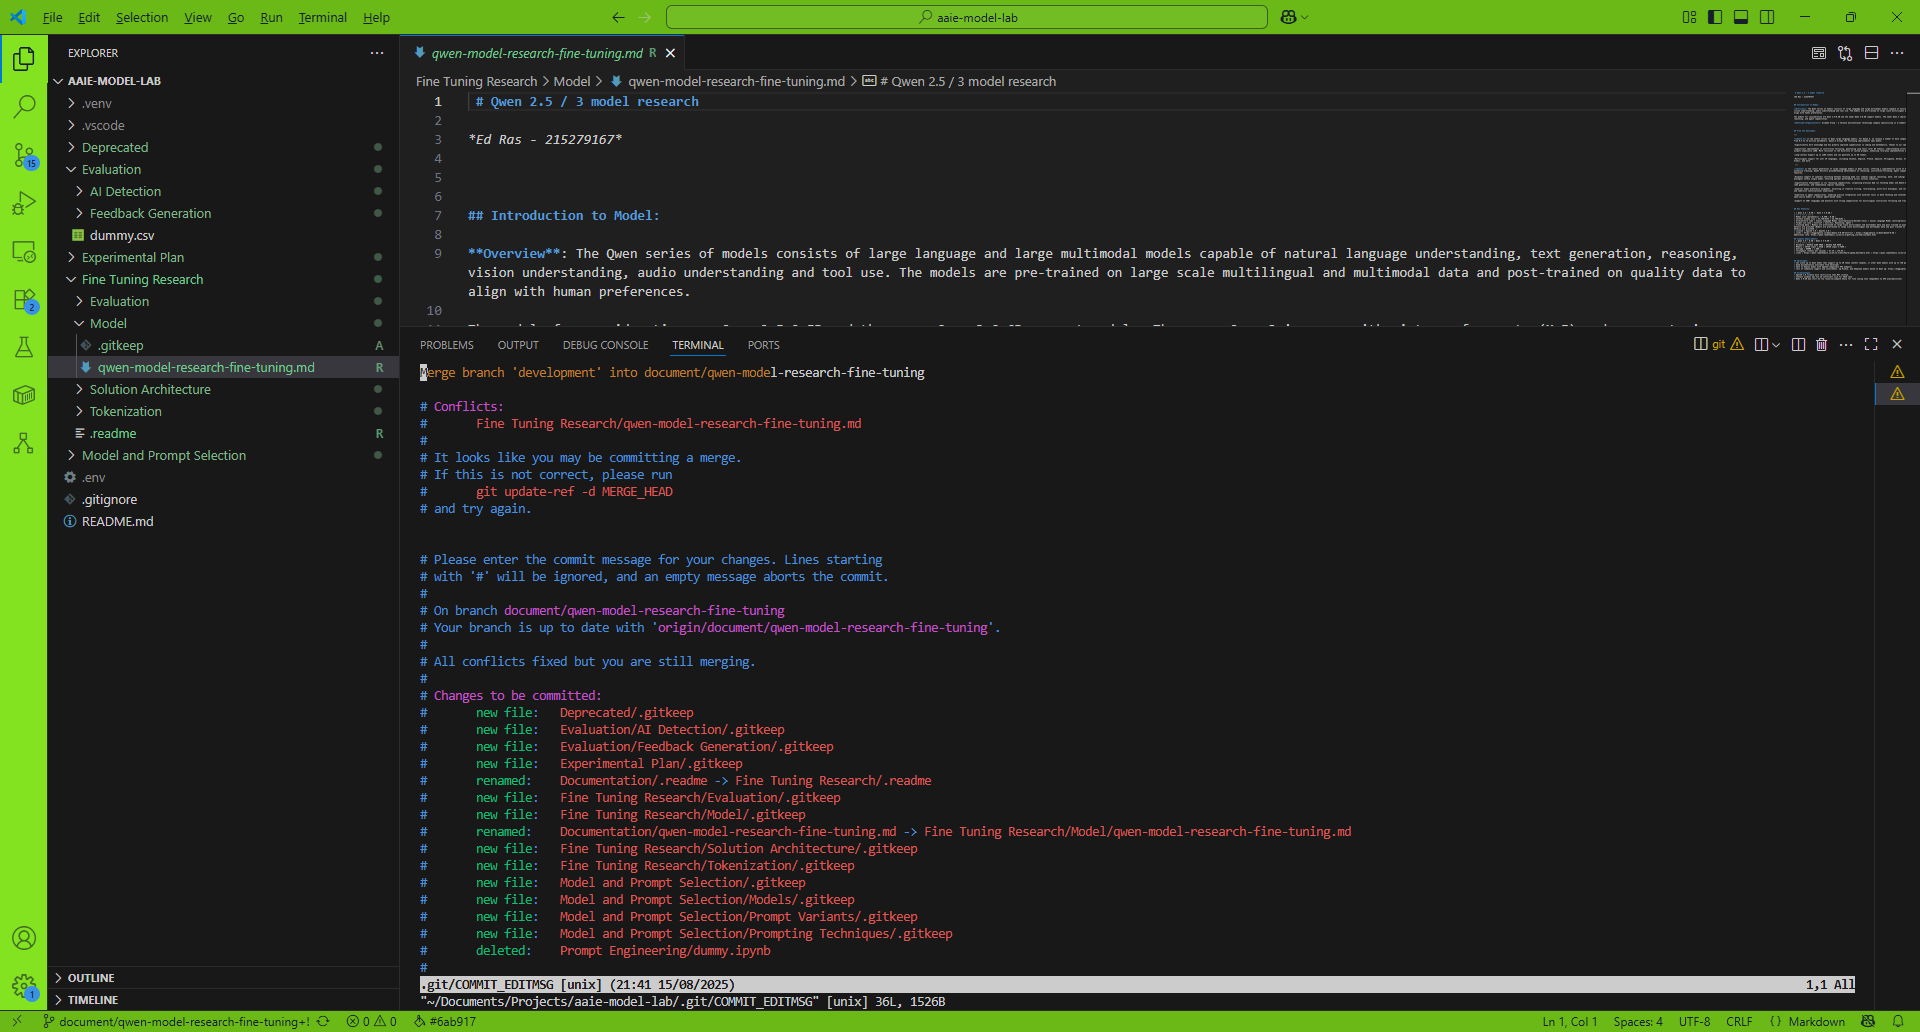 File Edit Selection View Go Run Terminal Help
aaie-model-lab
EXPLORER
AAIE-MODEL-LAB
.venv
.vscode
Deprecated
Evaluation
AI Detection
Feedback Generation
dummy.csv
Experimental Plan
Fine Tuning Research
Evaluation
Model
.gitkeep A
qwen-model-research-fine-tuning.md R
Solution Architecture
Tokenization
.readme R
Model and Prompt Selection
.env
.gitignore
README.md
OUTLINE
TIMELINE
15
2
1
qwen-model-research-fine-tuning.md R
Fine Tuning Research > Model > qwen-model-research-fine-tuning.md > # Qwen 2.5 / 3 model research
1 # Qwen 2.5 / 3 model research
2
3 *Ed Ras - 215279167*
4
5
6
7 ## Introduction to Model:
8
9 **Overview**: The Qwen series of models consists of large language and large multimodal models capable of natural language understanding, text generation, reasoning,
vision understanding, audio understanding and tool use. The models are pre-trained on large scale multilingual and multimodal data and post-trained on quality data to
align with human preferences.
10
PROBLEMS OUTPUT DEBUG CONSOLE TERMINAL PORTS
git
Merge branch 'development' into document/qwen-model-research-fine-tuning
# Conflicts:
# Fine Tuning Research/qwen-model-research-fine-tuning.md
#
# It looks like you may be committing a merge.
# If this is not correct, please run
# git update-ref -d MERGE_HEAD
# and try again.
# Please enter the commit message for your changes. Lines starting
# with '#' will be ignored, and an empty message aborts the commit.
#
# On branch document/qwen-model-research-fine-tuning
# Your branch is up to date with 'origin/document/qwen-model-research-fine-tuning'.
#
# All conflicts fixed but you are still merging.
#
# Changes to be committed:
# new file: Deprecated/.gitkeep
# new file: Evaluation/AI Detection/.gitkeep
# new file: Evaluation/Feedback Generation/.gitkeep
# new file: Experimental Plan/.gitkeep
# renamed: Documentation/.readme -> Fine Tuning Research/.readme
# new file: Fine Tuning Research/Evaluation/.gitkeep
# new file: Fine Tuning Research/Model/.gitkeep
# renamed: Documentation/qwen-model-research-fine-tuning.md -> Fine Tuning Research/Model/qwen-model-research-fine-tuning.md
# new file: Fine Tuning Research/Solution Architecture/.gitkeep
# new file: Fine Tuning Research/Tokenization/.gitkeep
# new file: Model and Prompt Selection/.gitkeep
# new file: Model and Prompt Selection/Models/.gitkeep
# new file: Model and Prompt Selection/Prompt Variants/.gitkeep
# new file: Model and Prompt Selection/Prompting Techniques/.gitkeep
# deleted: Prompt Engineering/dummy.ipynb
#
.git/COMMIT_EDITMSG [unix] (21:41 15/08/2025) 1,1 All
"~/Documents/Projects/aaie-model-lab/.git/COMMIT_EDITMSG" [unix] 36L, 1526B
document/qwen-model-research-fine-tuning+! 0 0 #6ab917 Ln 1, Col 1 Spaces: 4 UTF-8 CRLF {} Markdown